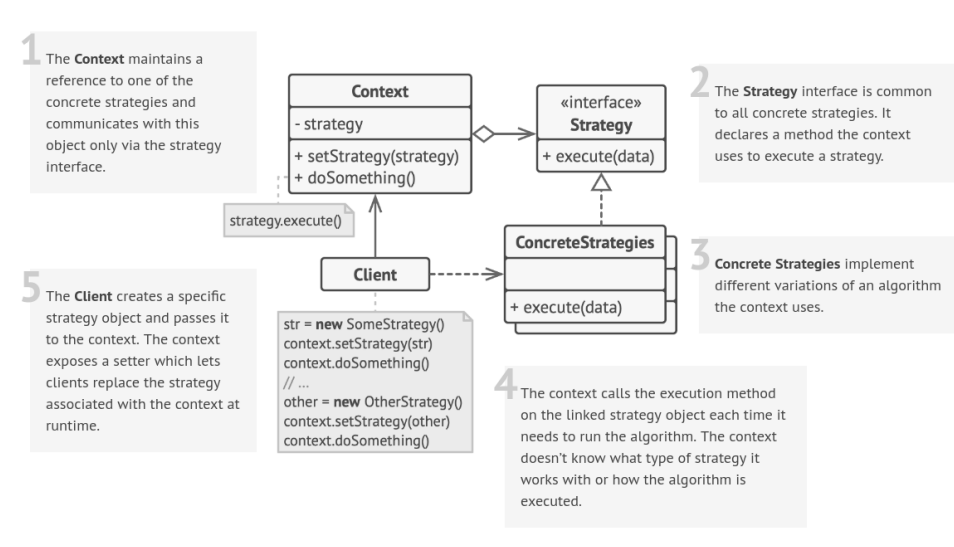 1
The Context maintains a
reference to one of the
concrete strategies and
communicates with this
object only via the strategy
interface.
Context
- strategy
+ setStrategy(strategy)
+ doSomething()
strategy.execute()
«interface»
Strategy
+ execute(data)
2
The Strategy interface is common
to all concrete strategies. It
declares a method the context
uses to execute a strategy.
ConcreteStrategies
+ execute(data)
3
Concrete Strategies implement
different variations of an algorithm
the context uses.
Client
str = new SomeStrategy()
context.setStrategy(str)
context.doSomething()
// ...
other = new OtherStrategy()
context.setStrategy(other)
context.doSomething()
4
The context calls the execution method
on the linked strategy object each time it
needs to run the algorithm. The context
doesn't know what type of strategy it
works with or how the algorithm is
executed.
5
The Client creates a specific
strategy object and passes it
to the context. The context
exposes a setter which lets
clients replace the strategy
associated with the context at
runtime.